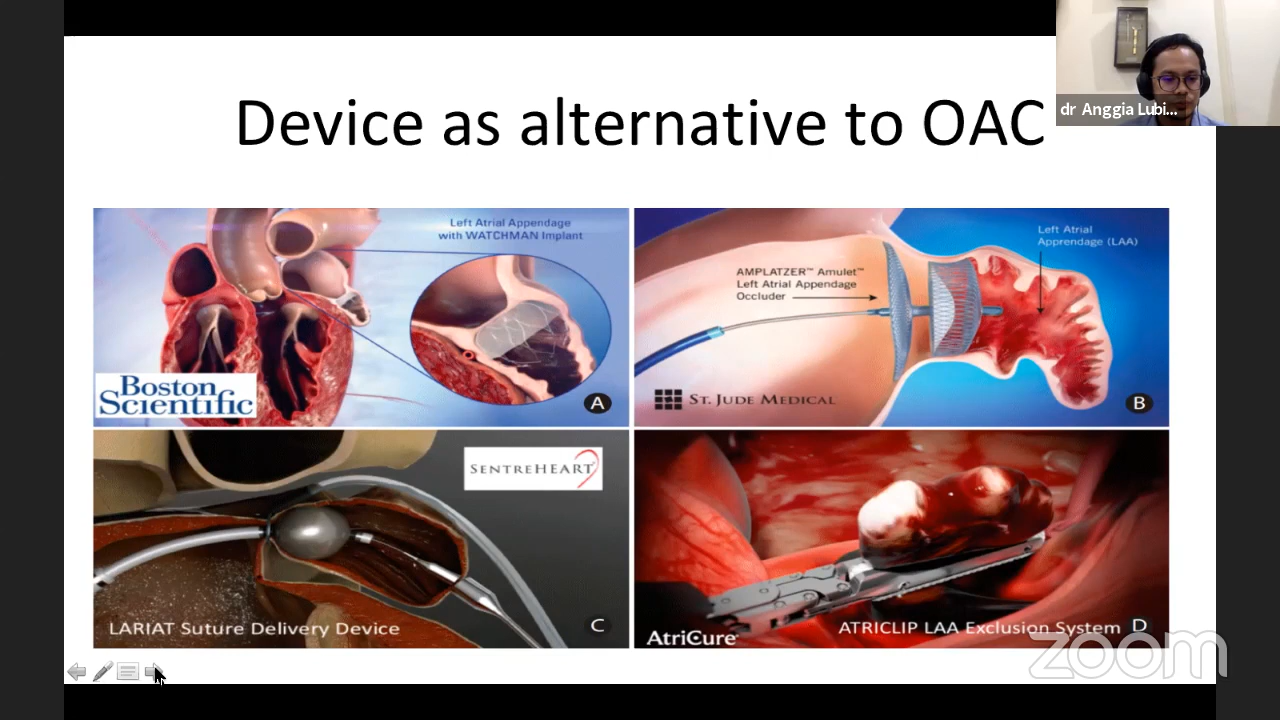 Device as alternative to OAC
dr Anggia Lubi...
Left Atrial Appendage
with WATCHMAN Implant
Boston
Scientific
A
Left Atrial
Apprendage (LAA)
AMPLATZER™ Amulet™
Left Atrial Appendage
Occluder
ST. JUDE MEDICAL
B
SENTREHEART
LARIAT Suture Delivery Device
C
AtriCure
ATRICLIP LAA Exclusion System
D
zoom